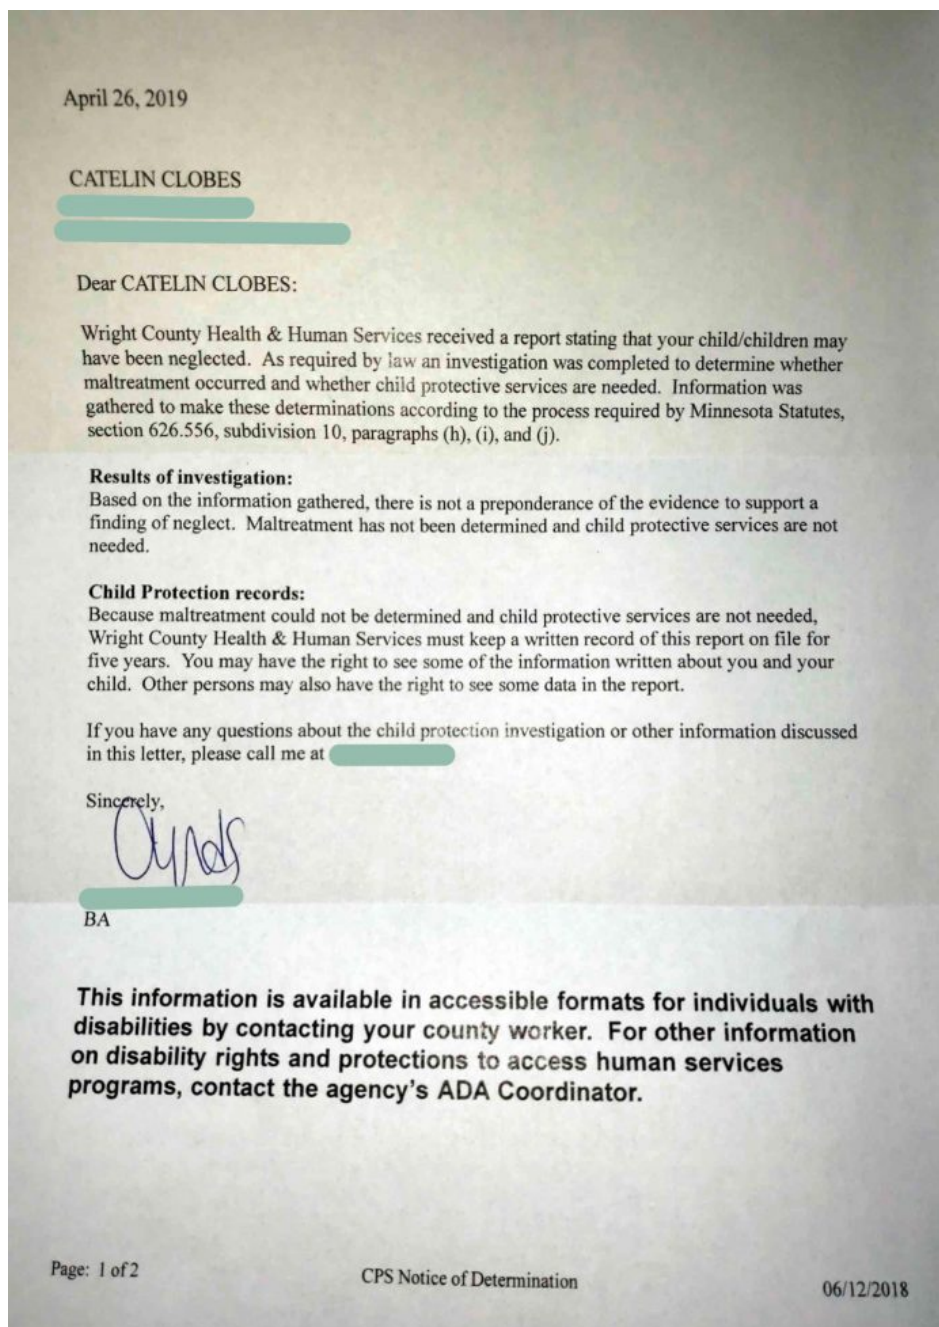 April 26, 2019
CATELIN CLOBES
Dear CATELIN CLOBES:
Wright County Health & Human Services received a report stating that your child/children may
have been neglected. As required by law an investigation was completed to determine whether
maltreatment occurred and whether child protective services are needed. Information was
gathered to make these determinations according to the process required by Minnesota Statutes,
section 626.556, subdivision 10, paragraphs (h), (i), and (j).
Results of investigation:
Based on the information gathered, there is not a preponderance of the evidence to support a
finding of neglect. Maltreatment has not been determined and child protective services are not
needed.
Child Protection records:
Because maltreatment could not be determined and child protective services are not needed,
Wright County Health & Human Services must keep a written record of this report on file for
five years. You may have the right to see some of the information written about you and your
child. Other persons may also have the right to see some data in the report.
If you have any questions about the child protection investigation or other information discussed
in this letter, please call me at
Sincerely,
BA
This information is available in accessible formats for individuals with
disabilities by contacting your county worker. For other information
on disability rights and protections to access human services
programs, contact the agency's ADA Coordinator.
Page: 1 of 2
CPS Notice of Determination
06/12/2018